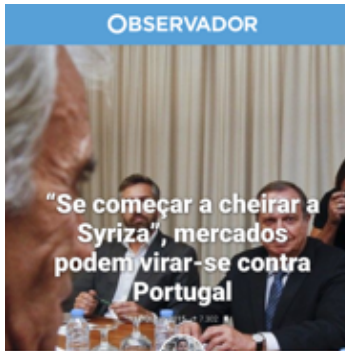 OBSERVADOR
“Se começar a cheirar a
Syriza”, mercados
podem virar-se contra
Portugal